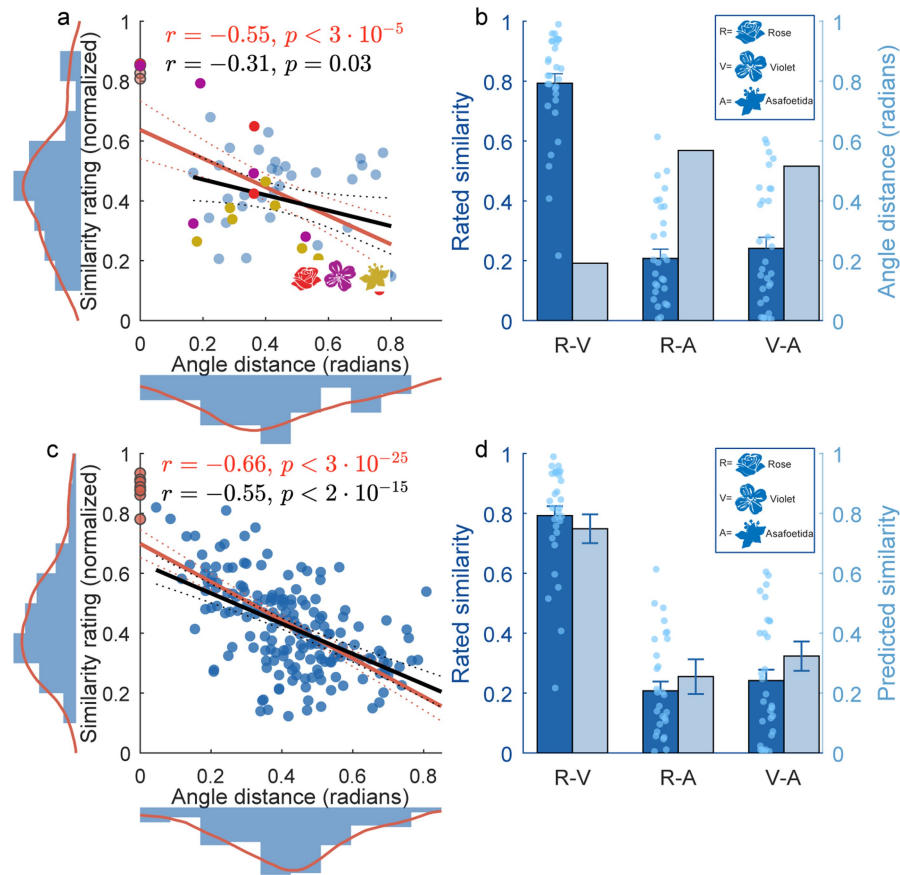 a
r = −0.55, p < 3 · 10⁻⁵
r = −0.31, p = 0.03
Similarity rating (normalized)
1
0.8
0.6
0.4
0.2
0
0 0.2 0.4 0.6 0.8
Angle distance (radians)
b
R= Rose
V= Violet
A= Asafoetida
Rated similarity
1
0.8
0.6
0.4
0.2
0
R-V R-A V-A
1
0.8
0.6
0.4
0.2
0
Angle distance (radians)
c
r = −0.66, p < 3 · 10⁻²⁵
r = −0.55, p < 2 · 10⁻¹⁵
Similarity rating (normalized)
1
0.8
0.6
0.4
0.2
0
0 0.2 0.4 0.6 0.8
Angle distance (radians)
d
R= Rose
V= Violet
A= Asafoetida
Rated similarity
1
0.8
0.6
0.4
0.2
0
R-V R-A V-A
1
0.8
0.6
0.4
0.2
0
Predicted similarity